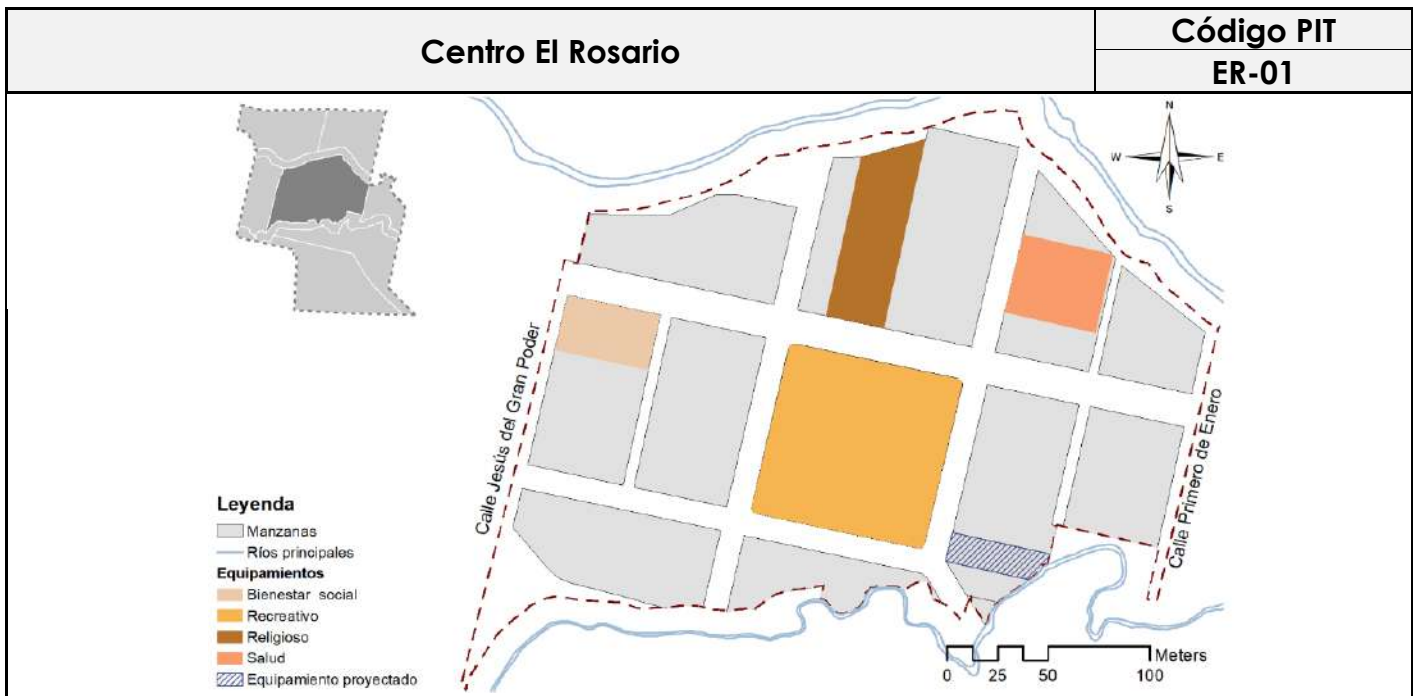 Centro El Rosario
Código PIT
ER-01
N
W
E
S
Calle Jesús del Gran Poder
Calle Primero de Enero
Leyenda
Manzanas
Ríos principales
Equipamientos
Bienestar social
Recreativo
Religioso
Salud
Equipamiento proyectado
Meters
0 25 50 100